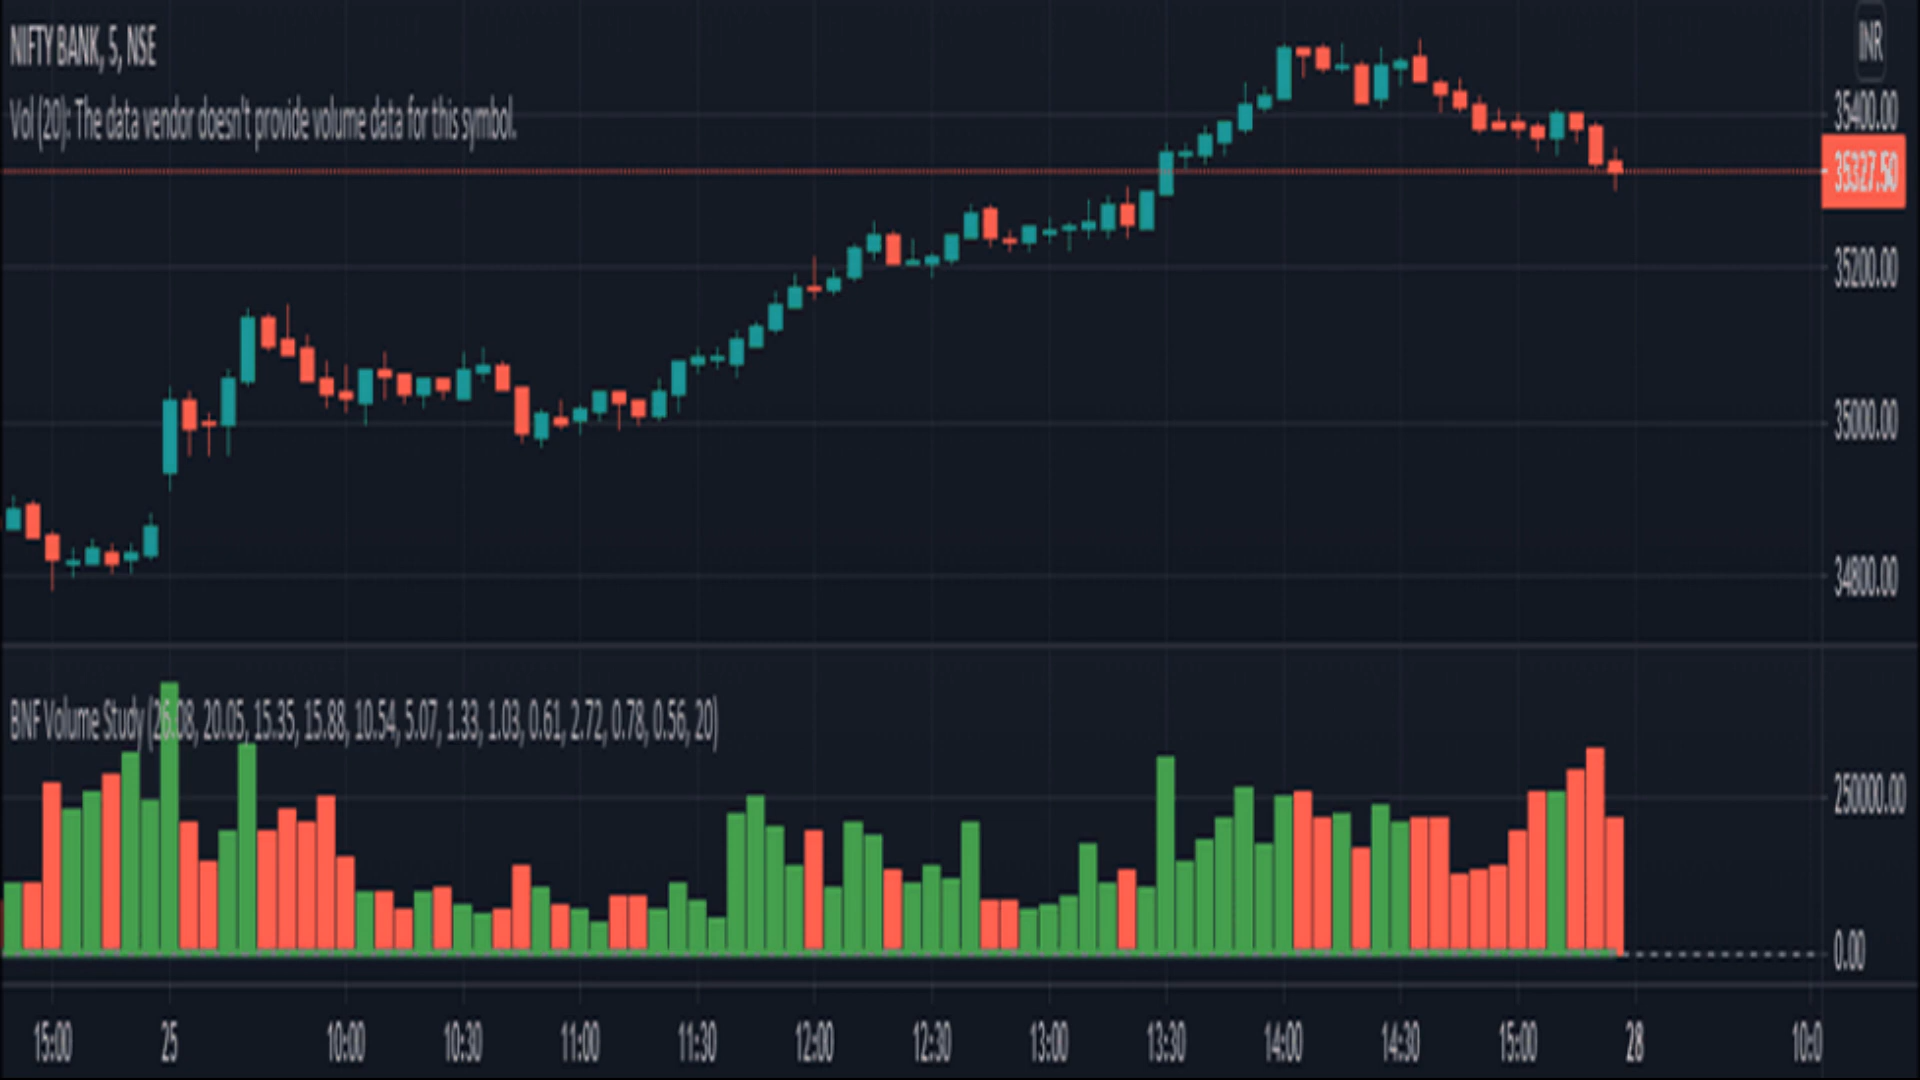 NIFTY BANK, 5, NSE
INR
Vol (20): The data vendor doesn't provide volume data for this symbol.
35400.00
35327.50
35200.00
35000.00
34800.00
BNF Volume Study (26.08, 20.05, 15.35, 15.88, 10.54, 5.07, 1.33, 1.03, 0.61, 2.72, 0.78, 0.56, 20)
250000.00
0.00
15:00 25 10:00 10:30 11:00 11:30 12:00 12:30 13:00 13:30 14:00 14:30 15:00 28 10:0